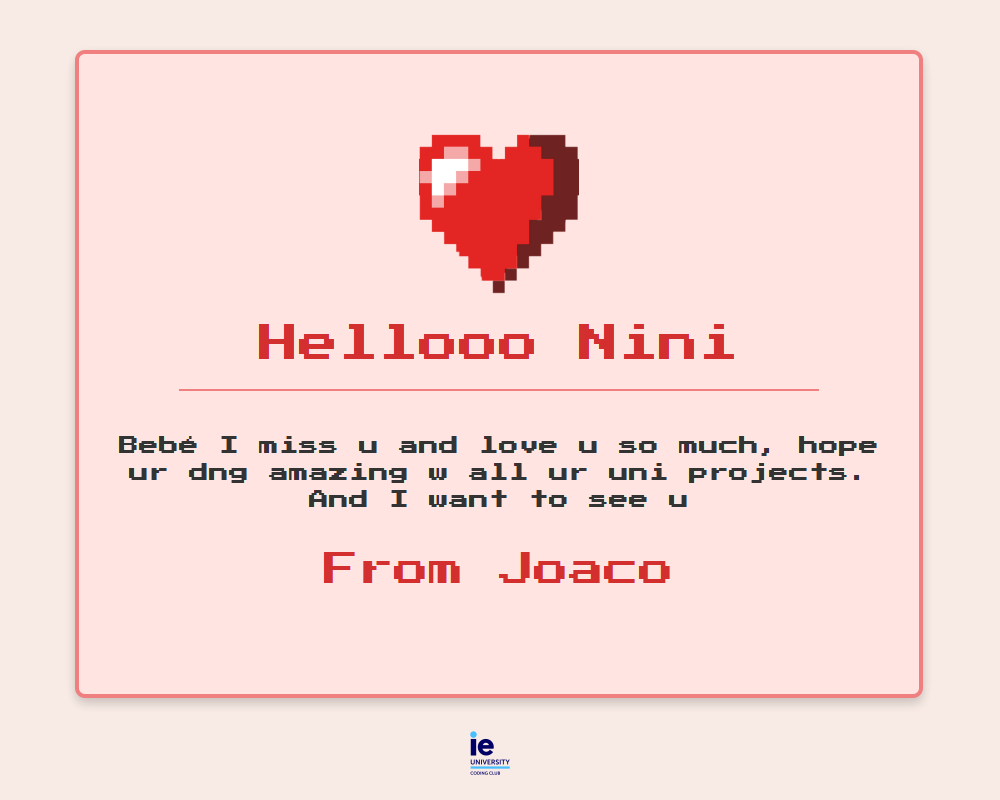 Hellooo Nini
Bebé I miss u and love u so much, hope
ur dng amazing w all ur uni projects.
And I want to see u
From Joaco
ie
UNIVERSITY
CODING CLUB